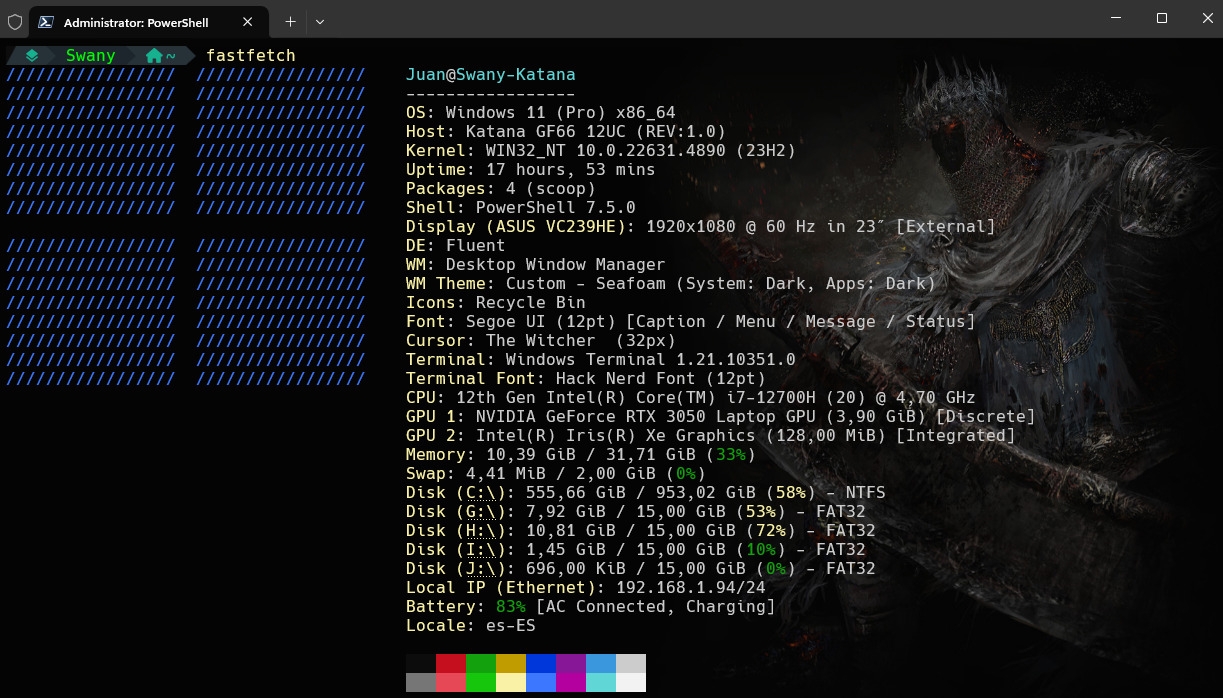 Administrator: PowerShell
Swany ~ fastfetch
///////////////// ///////////////// Juan@Swany-Katana
///////////////// ///////////////// -----------------
///////////////// ///////////////// OS: Windows 11 (Pro) x86_64
///////////////// ///////////////// Host: Katana GF66 12UC (REV:1.0)
///////////////// ///////////////// Kernel: WIN32_NT 10.0.22631.4890 (23H2)
///////////////// ///////////////// Uptime: 17 hours, 53 mins
///////////////// ///////////////// Packages: 4 (scoop)
///////////////// ///////////////// Shell: PowerShell 7.5.0
Display (ASUS VC239HE): 1920x1080 @ 60 Hz in 23″ [External]
///////////////// ///////////////// DE: Fluent
///////////////// ///////////////// WM: Desktop Window Manager
///////////////// ///////////////// WM Theme: Custom - Seafoam (System: Dark, Apps: Dark)
///////////////// ///////////////// Icons: Recycle Bin
///////////////// ///////////////// Font: Segoe UI (12pt) [Caption / Menu / Message / Status]
///////////////// ///////////////// Cursor: The Witcher  (32px)
///////////////// ///////////////// Terminal: Windows Terminal 1.21.10351.0
///////////////// ///////////////// Terminal Font: Hack Nerd Font (12pt)
CPU: 12th Gen Intel(R) Core(TM) i7-12700H (20) @ 4,70 GHz
GPU 1: NVIDIA GeForce RTX 3050 Laptop GPU (3,90 GiB) [Discrete]
GPU 2: Intel(R) Iris(R) Xe Graphics (128,00 MiB) [Integrated]
Memory: 10,39 GiB / 31,71 GiB (33%)
Swap: 4,41 MiB / 2,00 GiB (0%)
Disk (C:\): 555,66 GiB / 953,02 GiB (58%) - NTFS
Disk (G:\): 7,92 GiB / 15,00 GiB (53%) - FAT32
Disk (H:\): 10,81 GiB / 15,00 GiB (72%) - FAT32
Disk (I:\): 1,45 GiB / 15,00 GiB (10%) - FAT32
Disk (J:\): 696,00 KiB / 15,00 GiB (0%) - FAT32
Local IP (Ethernet): 192.168.1.94/24
Battery: 83% [AC Connected, Charging]
Locale: es-ES